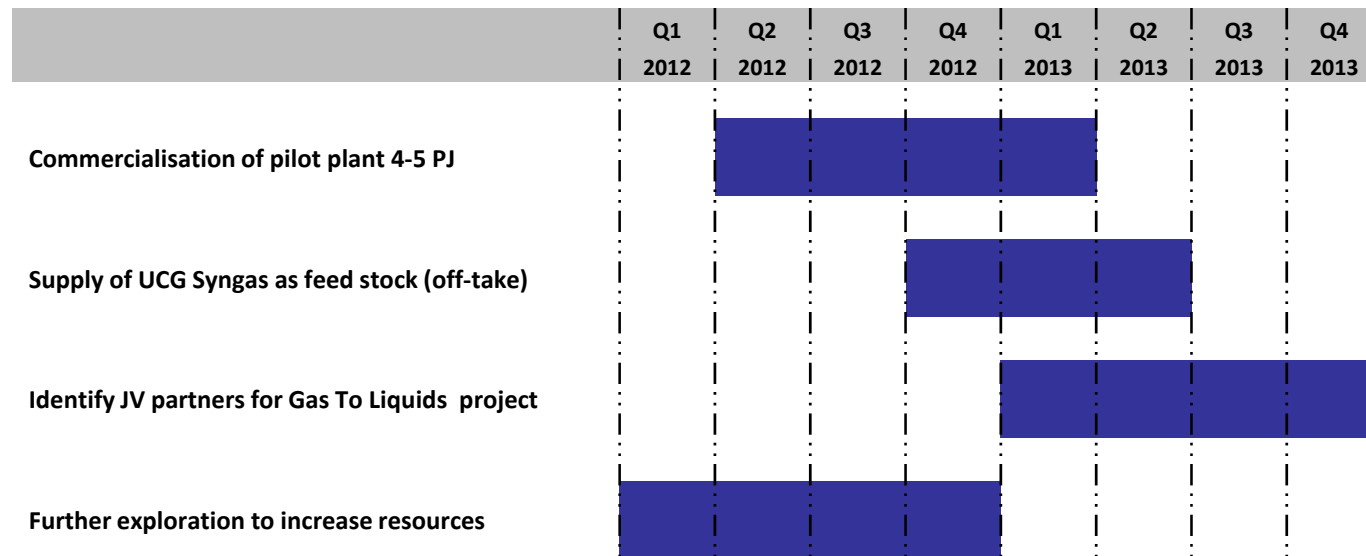 Q1 Q2 Q3 Q4 Q1 Q2 Q3 Q4
2012 2012 2012 2012 2013 2013 2013 2013
Commercialisation of pilot plant 4-5 PJ
Supply of UCG Syngas as feed stock (off-take)
Identify JV partners for Gas To Liquids  project
Further exploration to increase resources